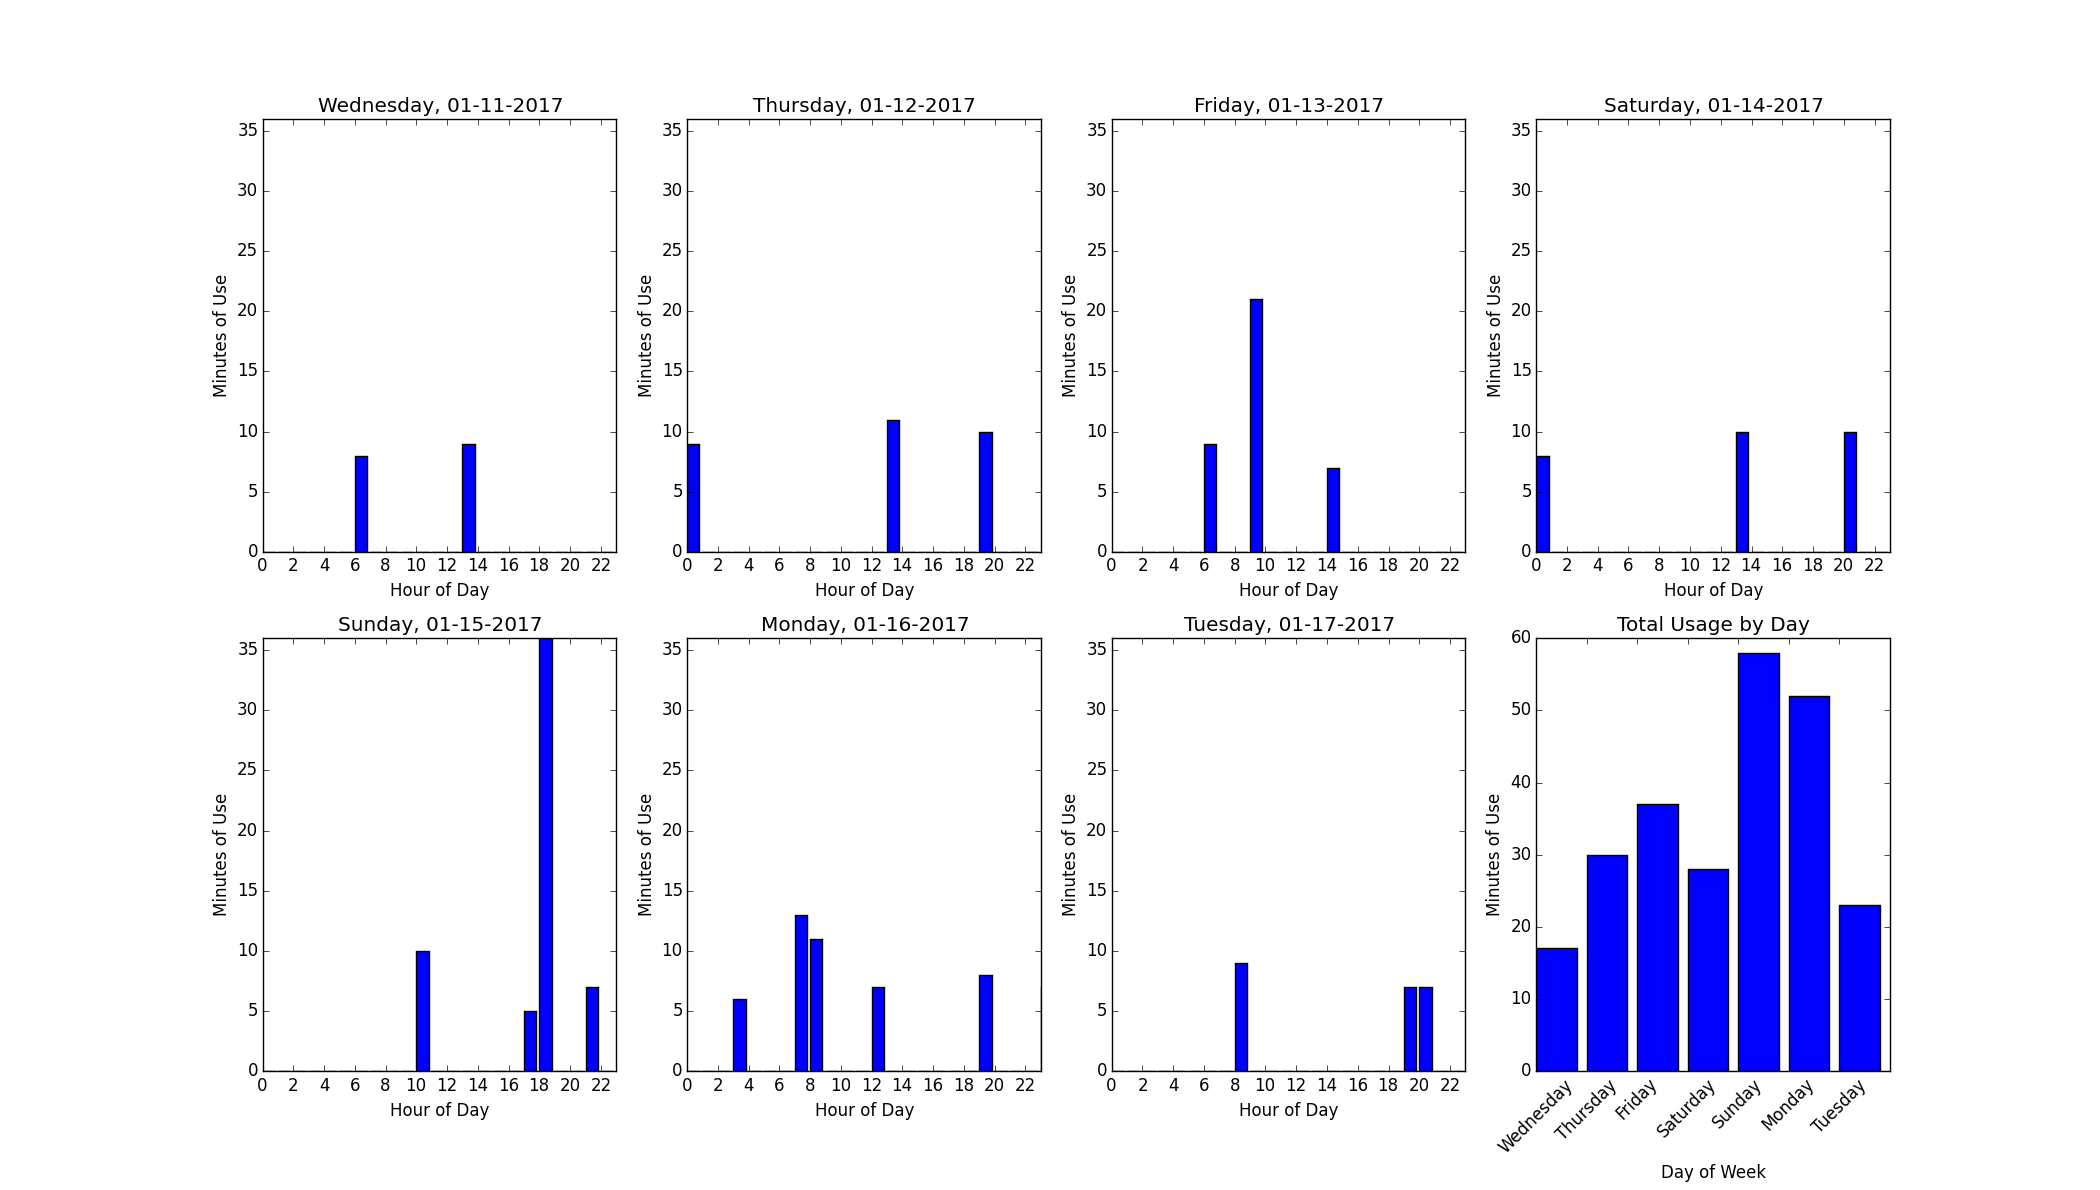 Wednesday, 01-11-2017
35
30
25
20
15
10
5
0
Minutes of Use
0 2 4 6 8 10 12 14 16 18 20 22
Hour of Day
Thursday, 01-12-2017
35
30
25
20
15
10
5
0
Minutes of Use
0 2 4 6 8 10 12 14 16 18 20 22
Hour of Day
Friday, 01-13-2017
35
30
25
20
15
10
5
0
Minutes of Use
0 2 4 6 8 10 12 14 16 18 20 22
Hour of Day
Saturday, 01-14-2017
35
30
25
20
15
10
5
0
Minutes of Use
0 2 4 6 8 10 12 14 16 18 20 22
Hour of Day
Sunday, 01-15-2017
35
30
25
20
15
10
5
0
Minutes of Use
0 2 4 6 8 10 12 14 16 18 20 22
Hour of Day
Monday, 01-16-2017
35
30
25
20
15
10
5
0
Minutes of Use
0 2 4 6 8 10 12 14 16 18 20 22
Hour of Day
Tuesday, 01-17-2017
35
30
25
20
15
10
5
0
Minutes of Use
0 2 4 6 8 10 12 14 16 18 20 22
Hour of Day
Total Usage by Day
60
50
40
30
20
10
0
Minutes of Use
Wednesday Thursday Friday Saturday Sunday Monday Tuesday
Day of Week